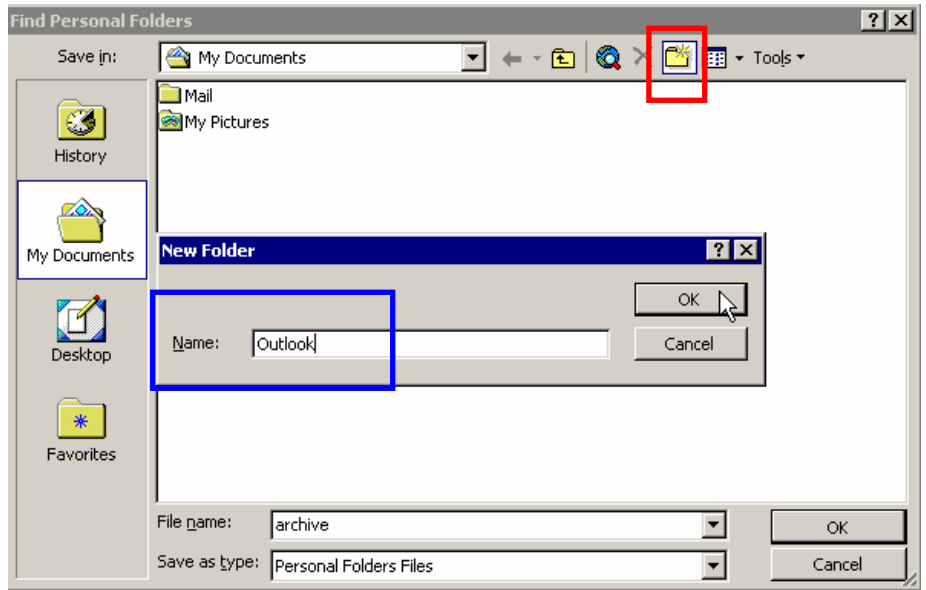 Find Personal Folders
Save in: My Documents Tools
Mail
My Pictures
History
My Documents
New Folder
OK
Name: Outlook Cancel
Desktop
Favorites
File name: archive OK
Save as type: Personal Folders Files Cancel